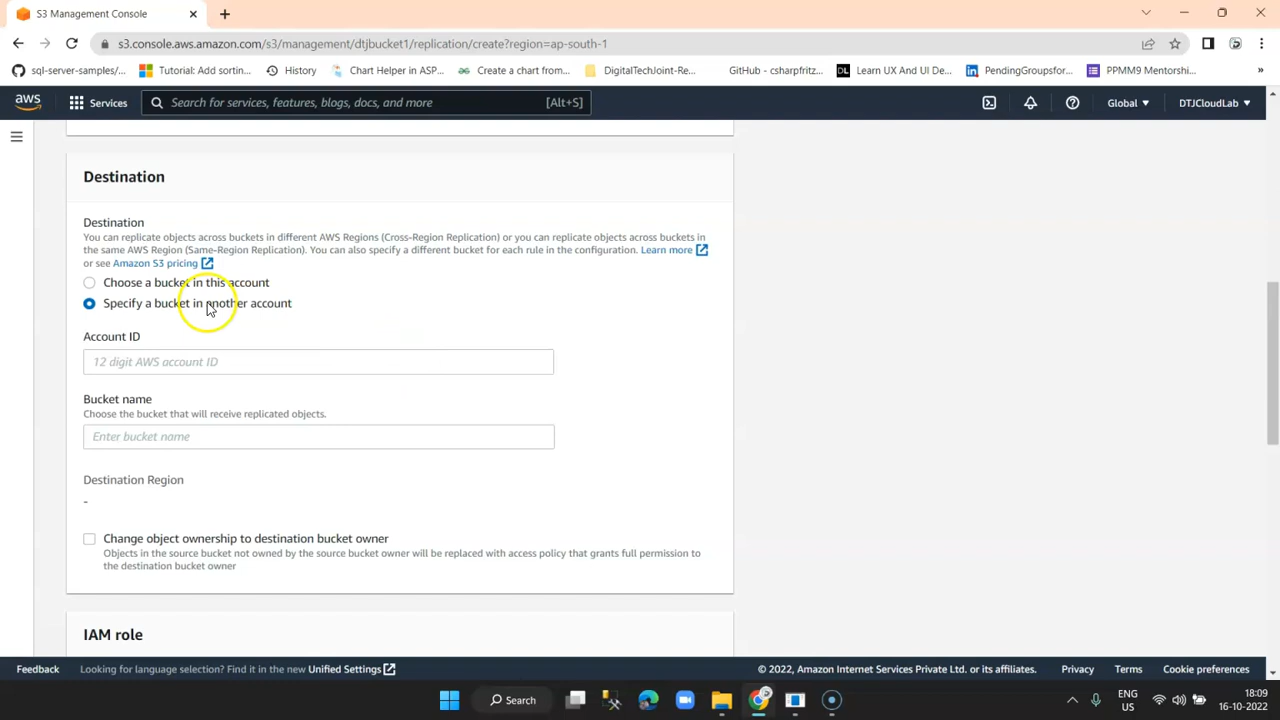 S3 Management Console
s3.console.aws.amazon.com/s3/management/dtjbucket1/replication/create?region=ap-south-1
sql-server-samples/... Tutorial: Add sortin... History Chart Helper in ASP... Create a chart from... DigitalTechJoint-Re... GitHub - csharpfritz... DL Learn UX And UI De... PendingGroupsfor... PPMM9 Mentorshi... »
aws Services Search for services, features, blogs, docs, and more [Alt+S] Global DTJCloudLab
Destination
Destination
You can replicate objects across buckets in different AWS Regions (Cross-Region Replication) or you can replicate objects across buckets in
the same AWS Region (Same-Region Replication). You can also specify a different bucket for each rule in the configuration. Learn more
or see Amazon S3 pricing
Choose a bucket in this account
Specify a bucket in another account
Account ID
12 digit AWS account ID
Bucket name
Choose the bucket that will receive replicated objects.
Enter bucket name
Destination Region
-
Change object ownership to destination bucket owner
Objects in the source bucket not owned by the source bucket owner will be replaced with access policy that grants full permission to
the destination bucket owner
IAM role
Feedback Looking for language selection? Find it in the new Unified Settings © 2022, Amazon Internet Services Private Ltd. or its affiliates. Privacy Terms Cookie preferences
Search
ENG
US
18:09
16-10-2022